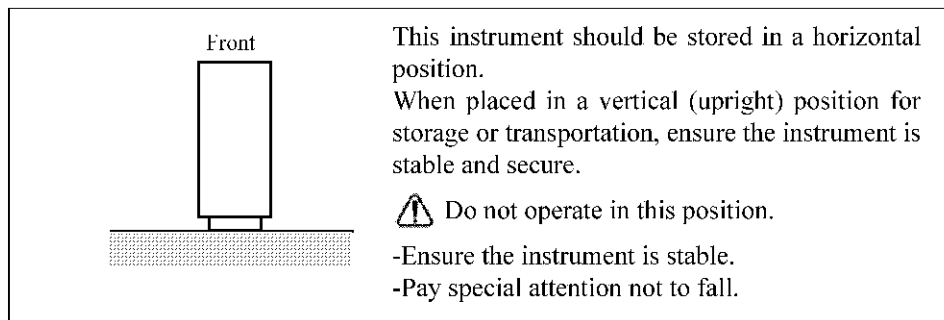 Front
This instrument should be stored in a horizontal
position.
When placed in a vertical (upright) position for
storage or transportation, ensure the instrument is
stable and secure.
Do not operate in this position.
-Ensure the instrument is stable.
-Pay special attention not to fall.